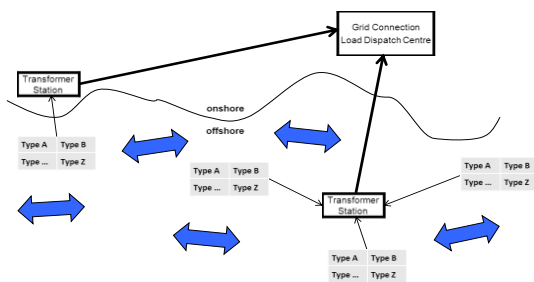 Grid Connection
Load Dispatch Centre
Transformer
Station
onshore
offshore
Type A Type B
Type ... Type Z
Type A Type B
Type ... Type Z
Type A Type B
Type ... Type Z
Transformer
Station
Type A Type B
Type ... Type Z